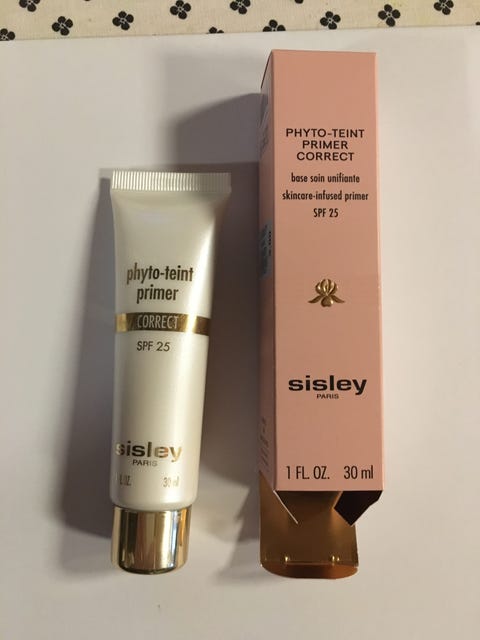 phyto-teint
primer
CORRECT
SPF 25
sisley
PARIS
OZ. 30 ml
PHYTO-TEINT
PRIMER
CORRECT
base soin unifiante
skincare-infused primer
SPF 25
sisley
PARIS
1 FL. OZ. 30 ml